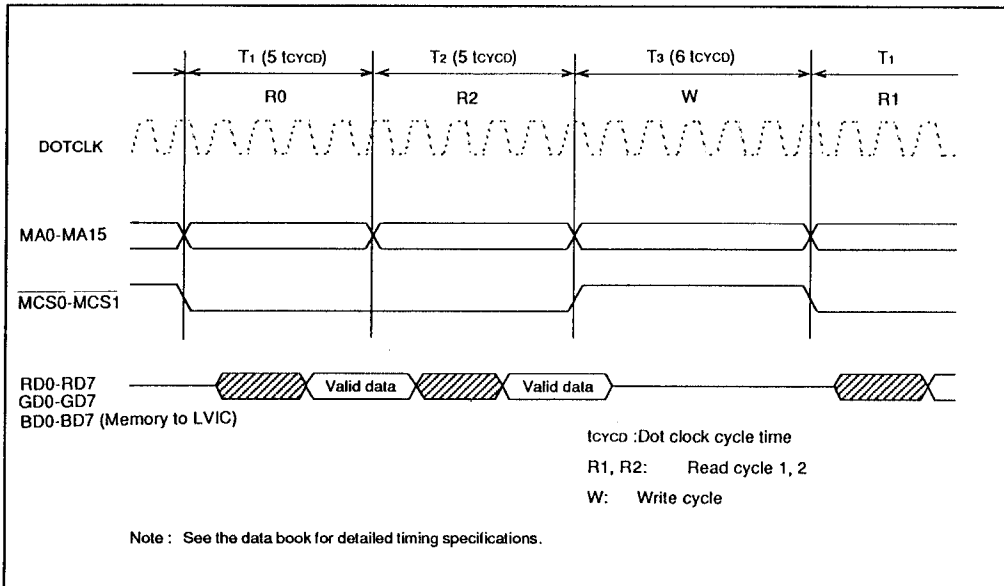 T1 (5 tCYCD) T2 (5 tCYCD) T3 (6 tCYCD) T1
R0 R2 W R1
DOTCLK
MA0-MA15
MCS0-MCS1
RD0-RD7 Valid data Valid data
GD0-GD7
BD0-BD7 (Memory to LVIC)
tCYCD :Dot clock cycle time
R1, R2: Read cycle 1, 2
W: Write cycle
Note : See the data book for detailed timing specifications.